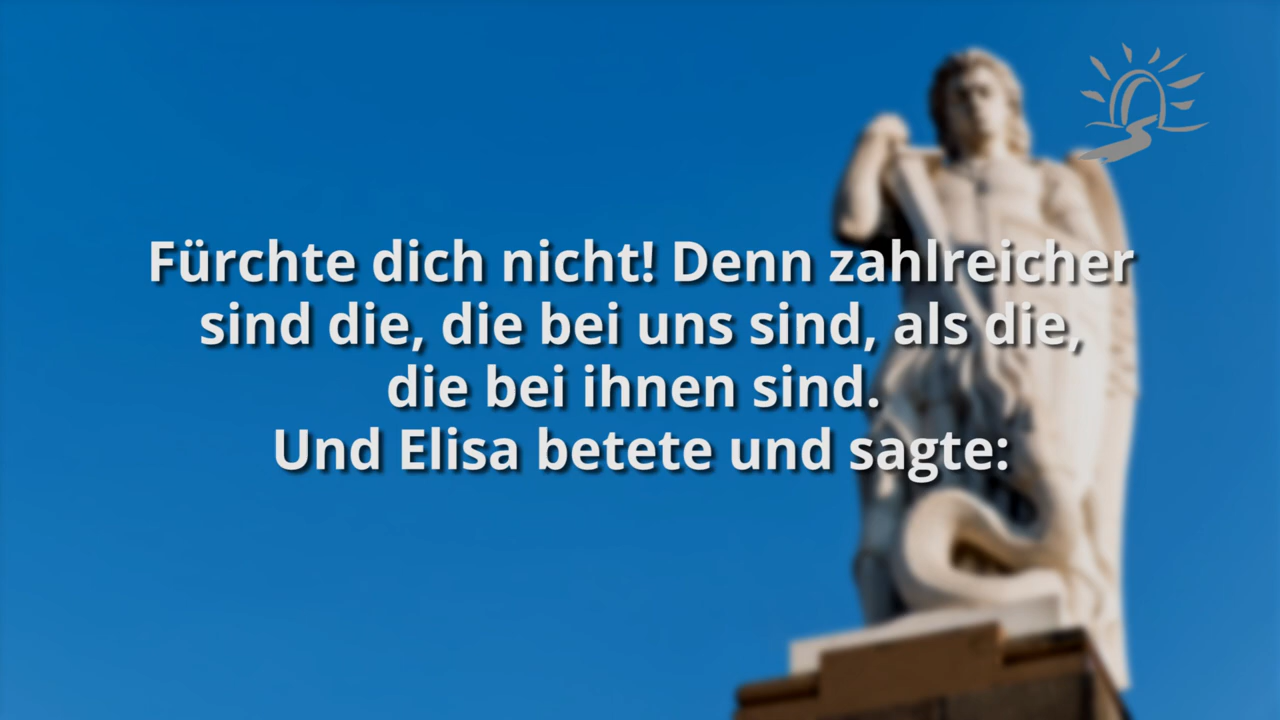 Fürchte dich nicht! Denn zahlreicher
sind die, die bei uns sind, als die,
die bei ihnen sind.
Und Elisa betete und sagte: